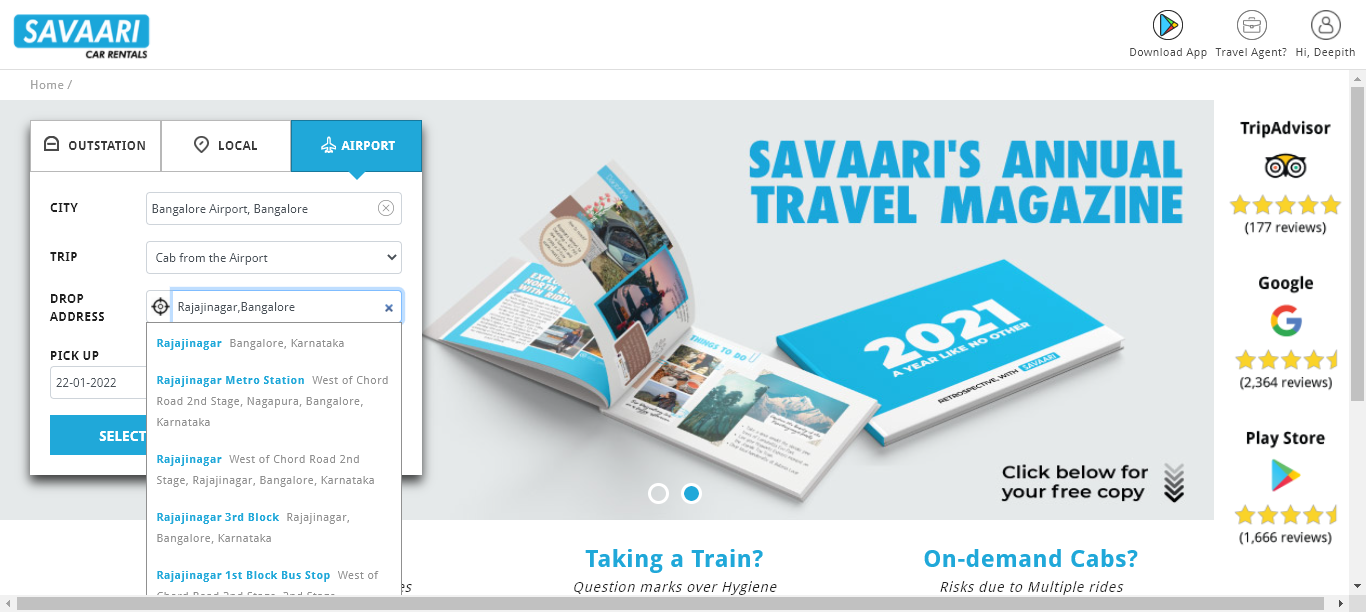 SAVAARI
CAR RENTALS
Download App
Travel Agent?
Hi, Deepith
Home /
OUTSTATION
LOCAL
AIRPORT
CITY
Bangalore Airport, Bangalore
TRIP
Cab from the Airport
DROP
ADDRESS
Rajajinagar,Bangalore
Rajajinagar Bangalore, Karnataka
Rajajinagar Metro Station West of Chord
Road 2nd Stage, Nagapura, Bangalore,
Karnataka
Rajajinagar West of Chord Road 2nd
Stage, Rajajinagar, Bangalore, Karnataka
Rajajinagar 3rd Block Rajajinagar,
Bangalore, Karnataka
Rajajinagar 1st Block Bus Stop West of
Chord Road 2nd Stage, 2nd Stage,
PICK UP
22-01-2022
SELECT
SAVAARI'S ANNUAL
TRAVEL MAGAZINE
THINGS TO DO
2021
A YEAR LIKE NO OTHER
RETROSPECTIVE, WITH SAVAARI
Click below for
your free copy
TripAdvisor
(177 reviews)
Google
(2,364 reviews)
Play Store
(1,666 reviews)
Taking a Train?
Question marks over Hygiene
On-demand Cabs?
Risks due to Multiple rides